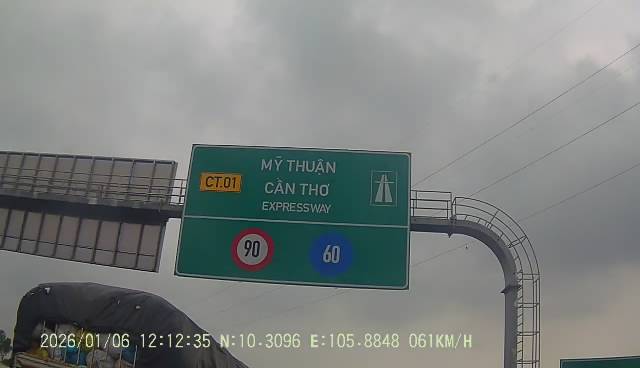 MỸ THUẬN
CT.01
CẦN THƠ
EXPRESSWAY
90
60
2026/01/06 12:12:35 N:10.3096 E:105.8848 061KM/H